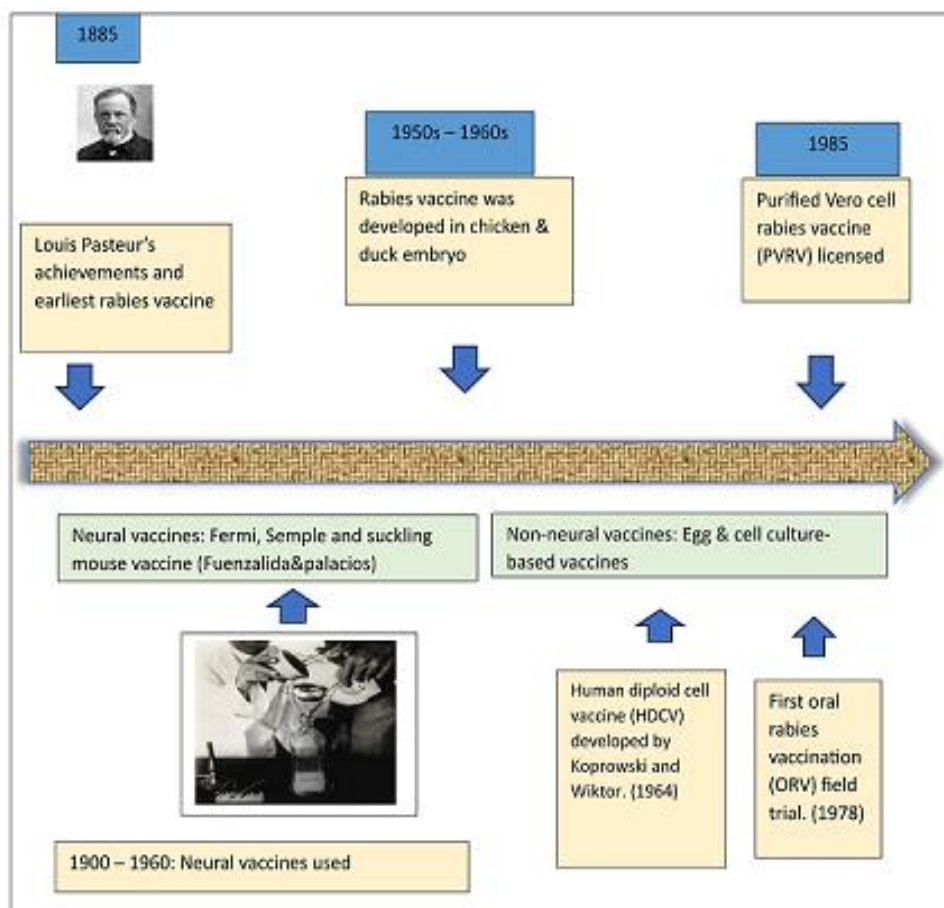 1885
1950s – 1960s
1985
Louis Pasteur's
achievements and
earliest rabies vaccine
Rabies vaccine was
developed in chicken &
duck embryo
Purified Vero cell
rabies vaccine
(PVRV) licensed
Neural vaccines: Fermi, Semple and suckling
mouse vaccine (Fuenzalida&palacios)
Non-neural vaccines: Egg & cell culture-
based vaccines
Human diploid cell
vaccine (HDCV)
developed by
Koprowski and
Wiktor. (1964)
First oral
rabies
vaccination
(ORV) field
trial. (1978)
1900 – 1960: Neural vaccines used